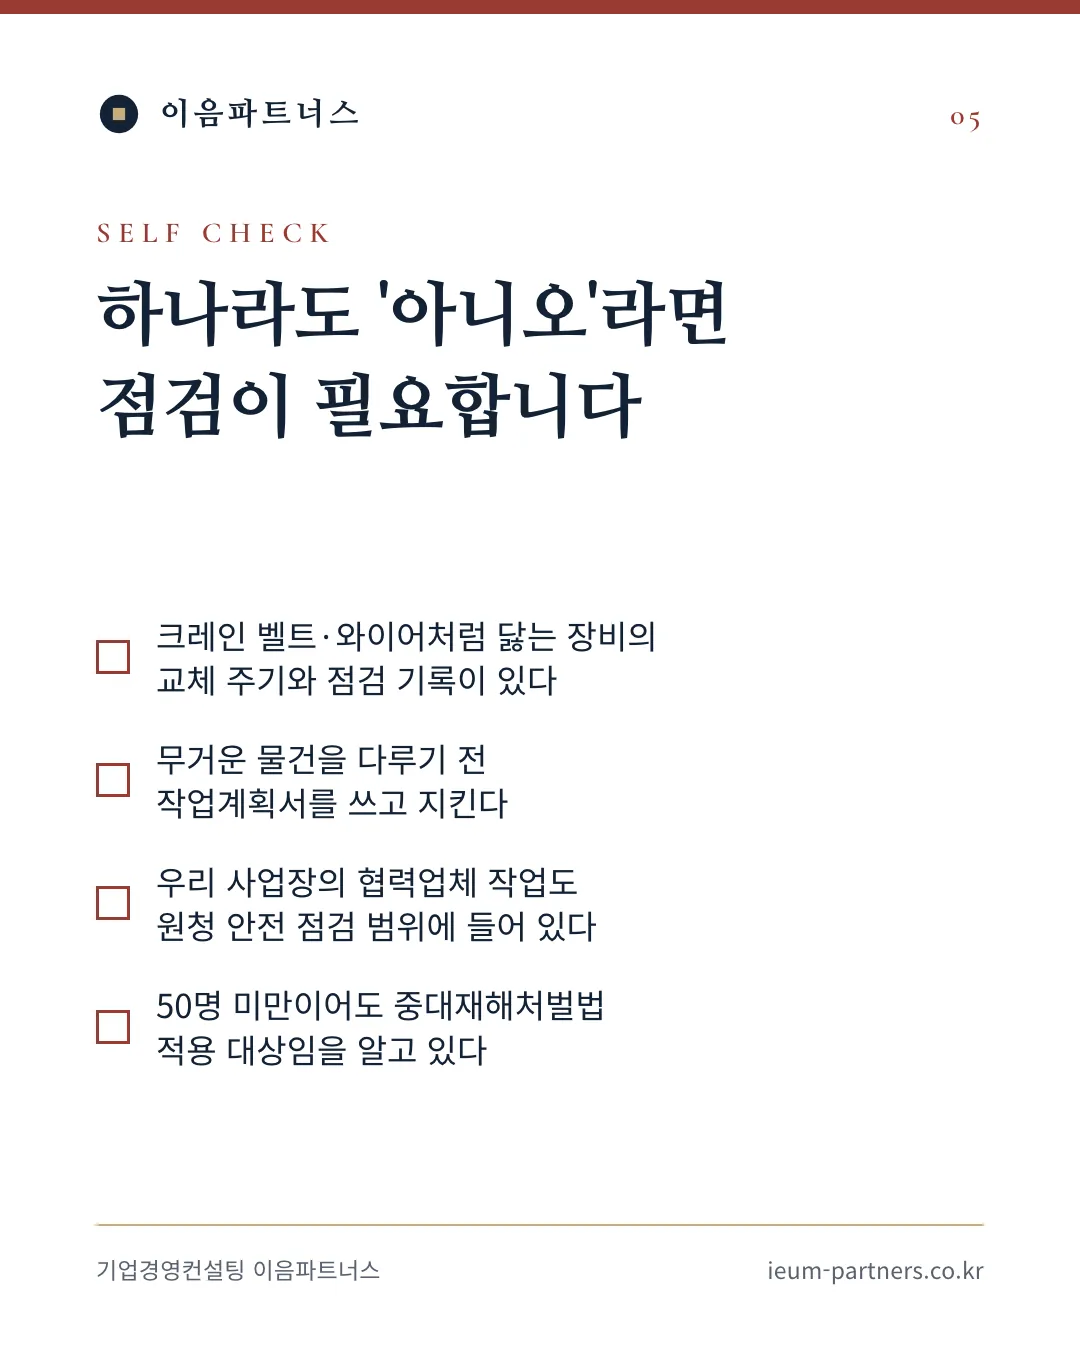 이음파트너스
05
SELF CHECK
하나라도 '아니오'라면
점검이 필요합니다
크레인 벨트·와이어처럼 닳는 장비의
교체 주기와 점검 기록이 있다
무거운 물건을 다루기 전
작업계획서를 쓰고 지킨다
우리 사업장의 협력업체 작업도
원청 안전 점검 범위에 들어 있다
50명 미만이어도 중대재해처벌법
적용 대상임을 알고 있다
기업경영컨설팅 이음파트너스
ieum-partners.co.kr